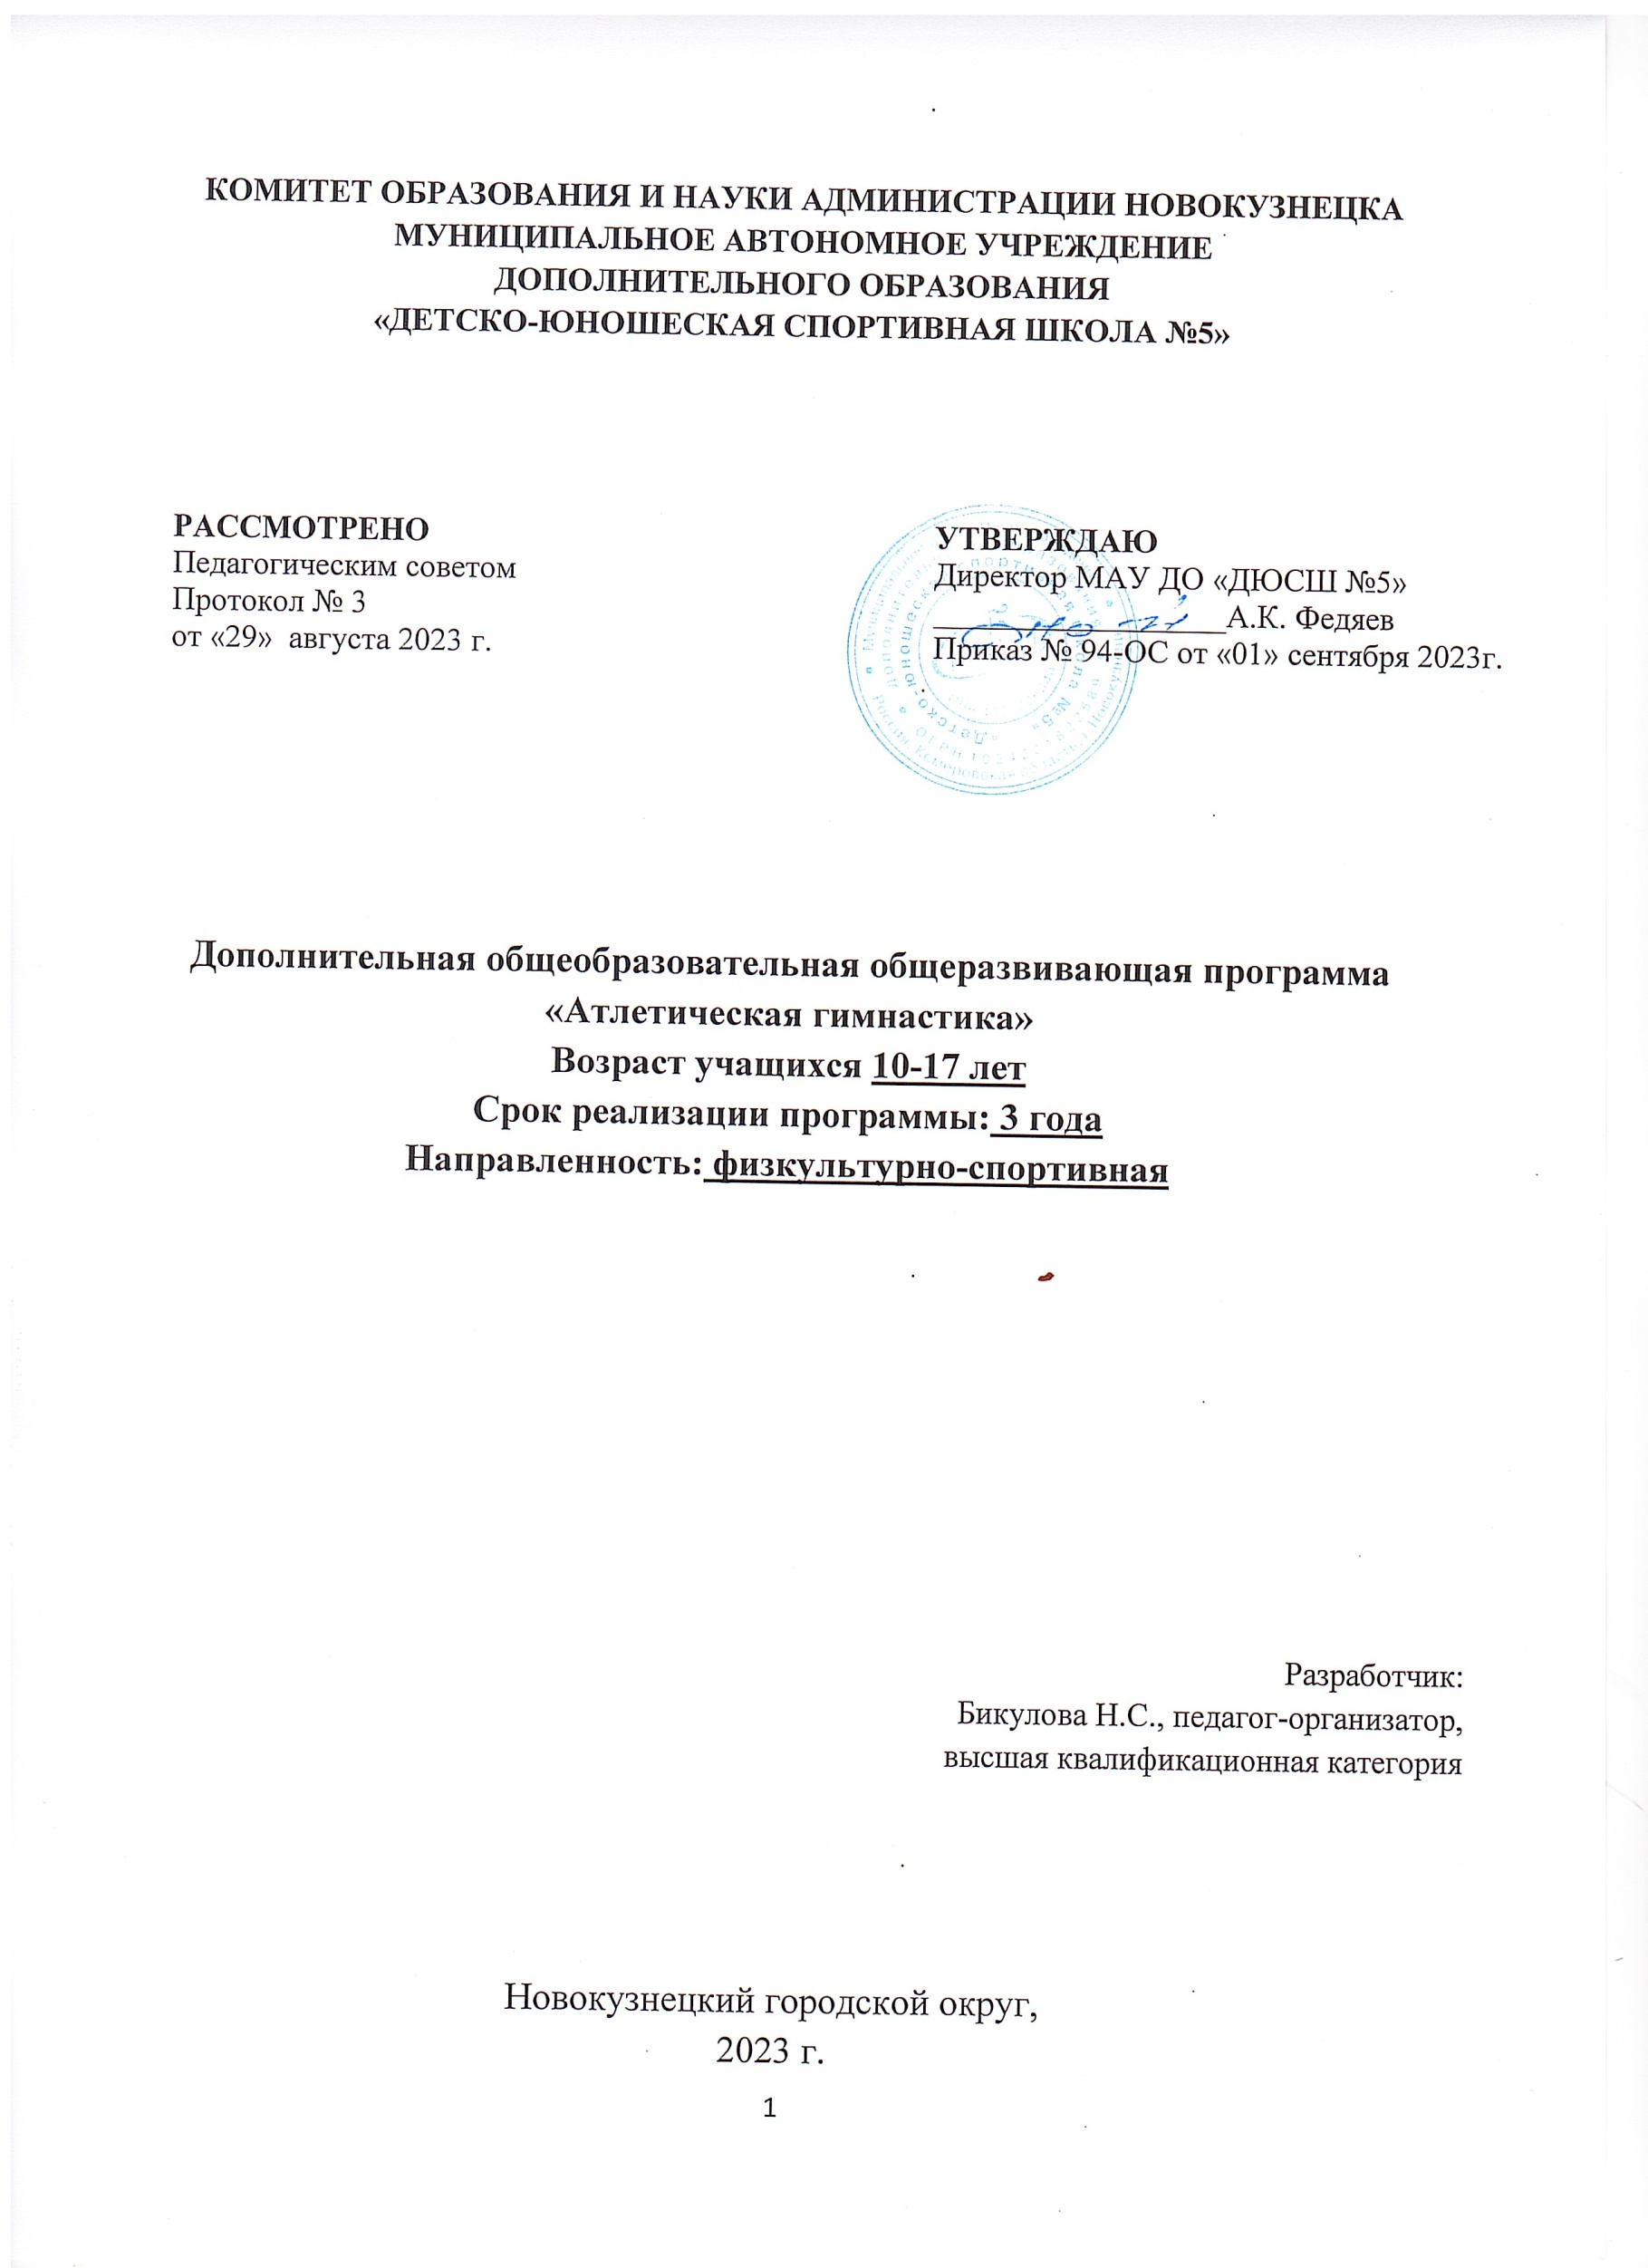 КОМИТЕТ ОБРАЗОВАНИЯ И НАУКИ АДМИНИСТРАЦИИ НОВОКУЗНЕЦКА
МУНИЦИПАЛЬНОЕ АВТОНОМНОЕ УЧРЕЖДЕНИЕ
ДОПОЛНИТЕЛЬНОГО ОБРАЗОВАНИЯ
«ДЕТСКО-ЮНОШЕСКАЯ СПОРТИВНАЯ ШКОЛА №5»
РАССМОТРЕНО
Педагогическим советом
Протокол № 3
от «29» августа 2023 г.
УТВЕРЖДАЮ
Директор МАУ ДО «ДЮСШ №5»
А.К. Федяев
Приказ № 94-ОС от «01» сентября 2023г.
Дополнительная общеобразовательная общеразвивающая программа
«Атлетическая гимнастика»
Возраст учащихся 10-17 лет
Срок реализации программы: 3 года
Направленность: физкультурно-спортивная
Разработчик:
Бикулова Н.С., педагог-организатор,
высшая квалификационная категория
Новокузнецкий городской округ,
2023 г.
1